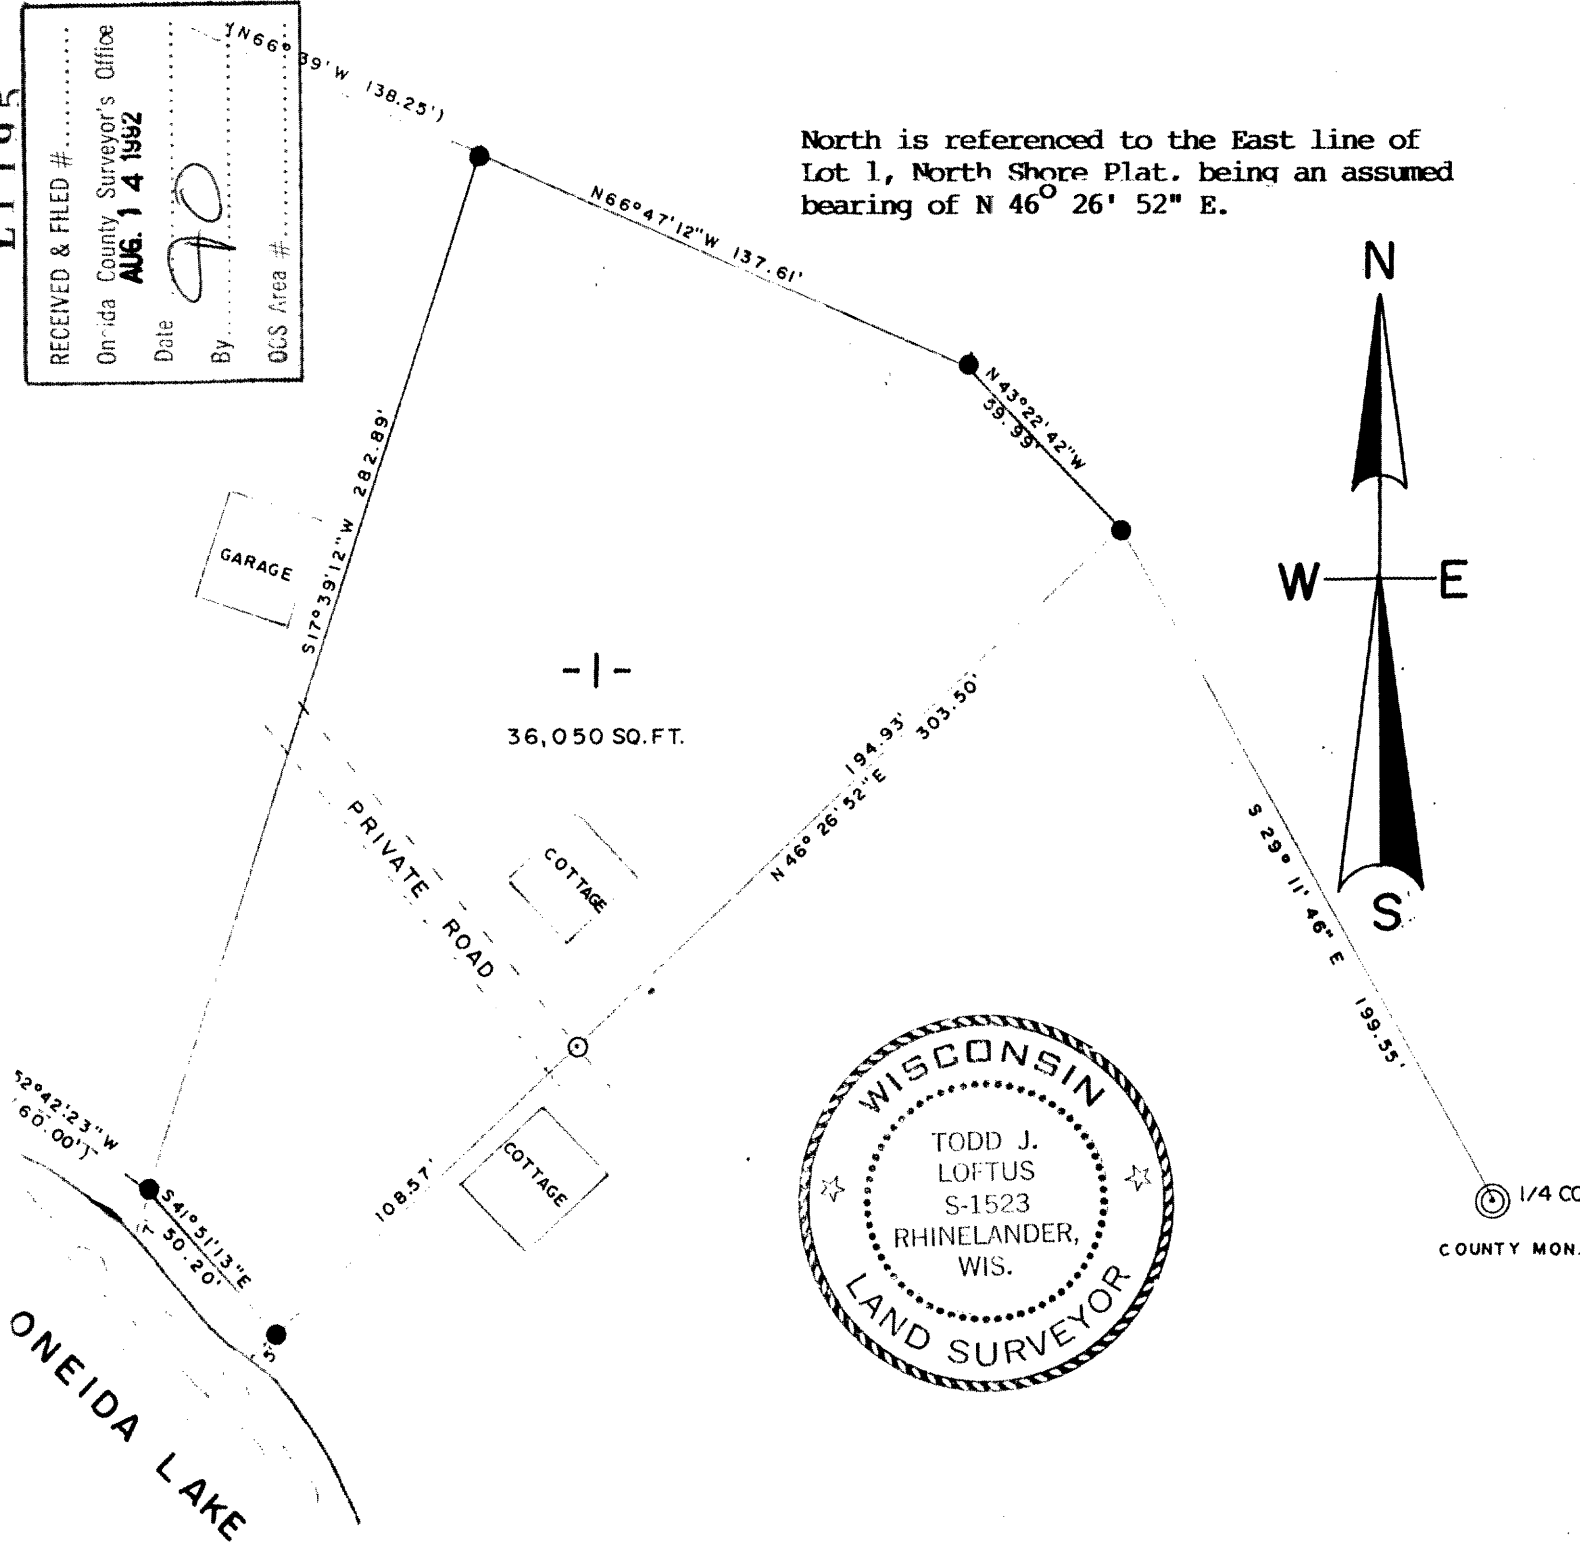 RECEIVED & FILED #
Oneida County Surveyor's Office
AUG. 1 4 1992
Date
By
OCS Area #
(N66°39'W 138.25')
North is referenced to the East line of
Lot 1, North Shore Plat. being an assumed
bearing of N 46° 26' 52" E.
N66°47'12"W 137.61'
N
N43°22'42"W
59.99'
S17°39'12"W 282.89'
GARAGE
W E
-1-
36,050 SQ.FT.
194.93' 303.50'
N 46° 26' 52" E
PRIVATE ROAD
COTTAGE
S 29° 11' 46" E 199.55'
S
52°42'23"W
60.00')
S41°51'13"E
50.20'
108.57'
COTTAGE
WISCONSIN
TODD J.
LOFTUS
S-1523
RHINELANDER,
WIS.
LAND SURVEYOR
1/4 CO
COUNTY MON.
ONEIDA LAKE